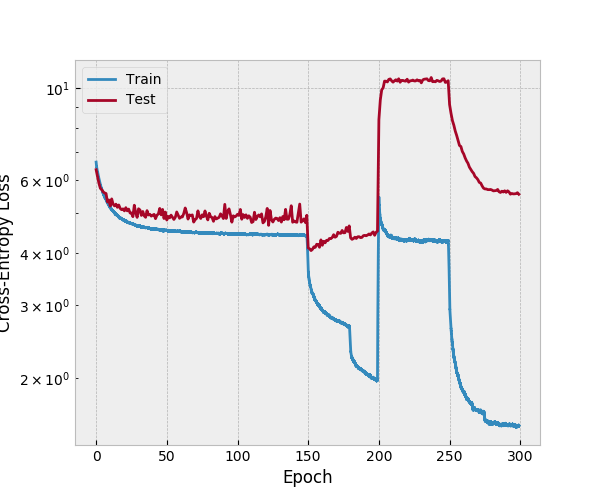 Train
Test
10¹
6 × 10⁰
4 × 10⁰
3 × 10⁰
2 × 10⁰
Cross-Entropy Loss
0 50 100 150 200 250 300
Epoch